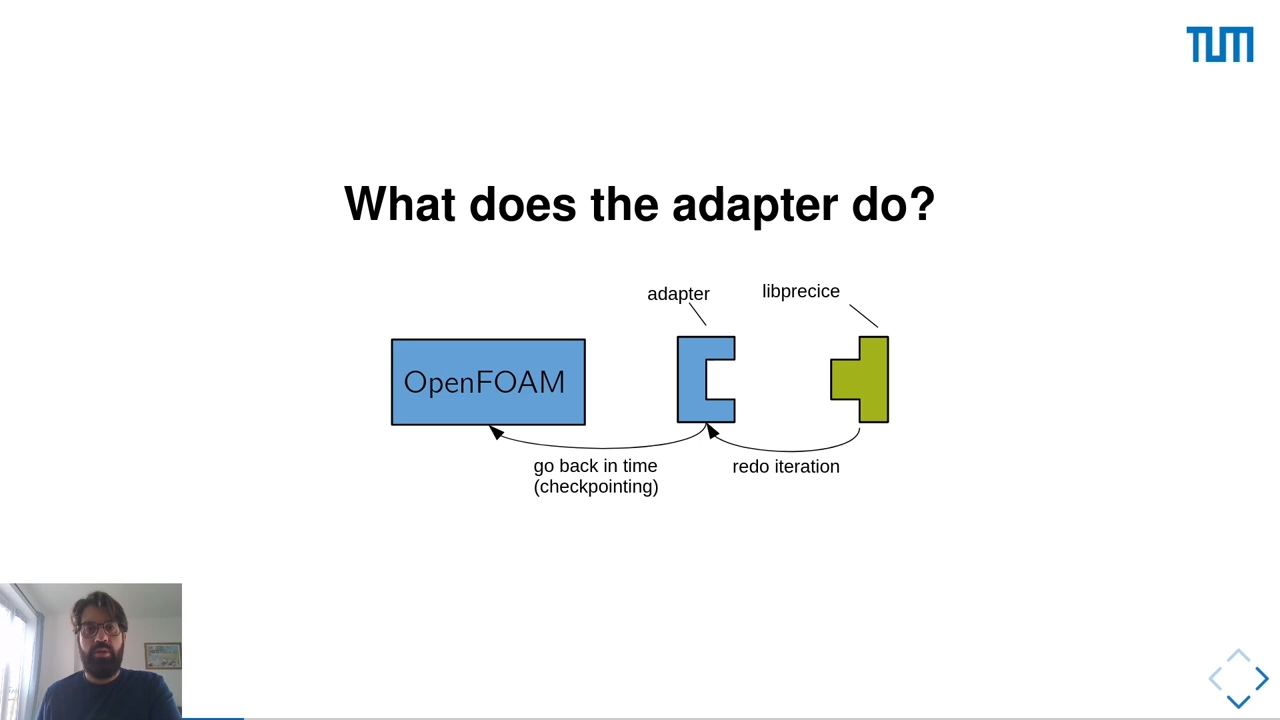 TUM
What does the adapter do?
adapter
libprecice
OpenFOAM
go back in time
(checkpointing)
redo iteration